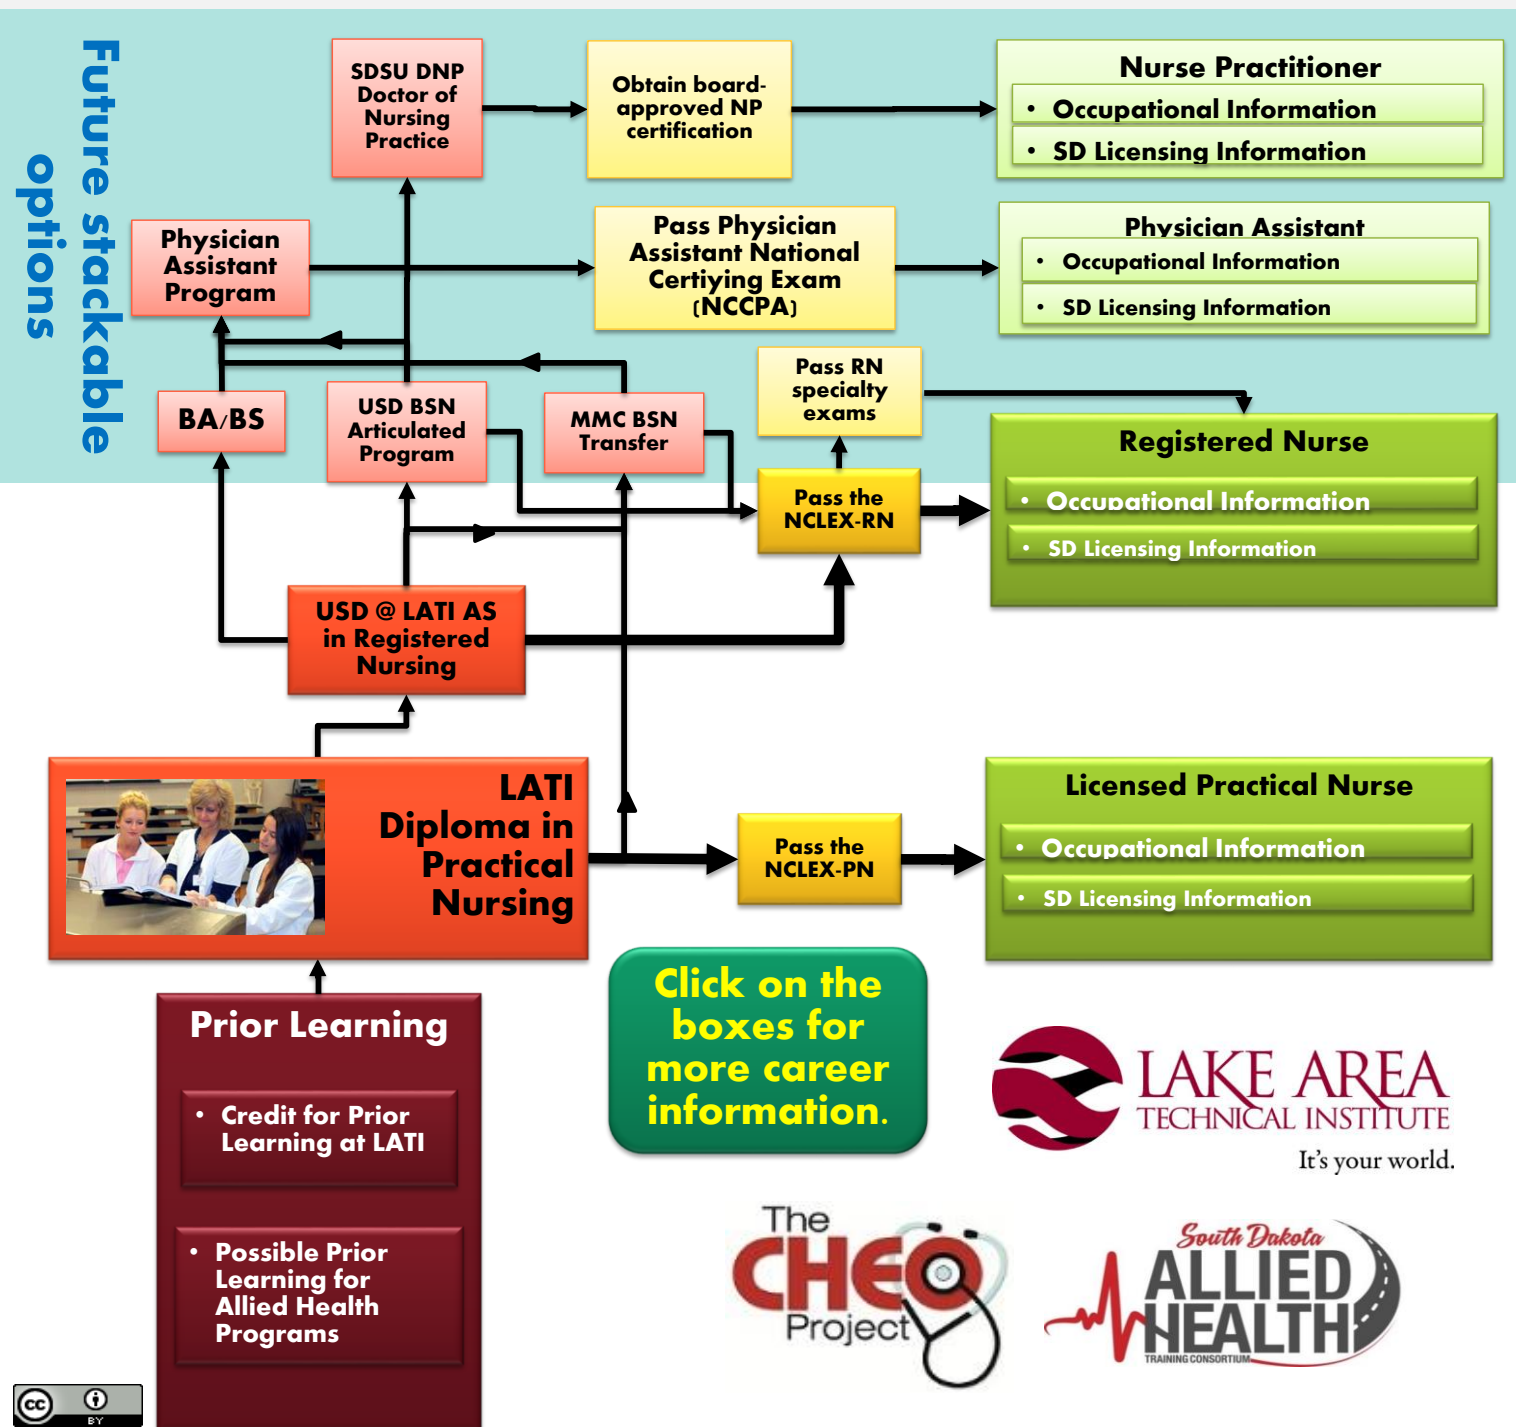 Future stackable
options
SDSU DNP
Doctor of
Nursing
Practice
Obtain board-
approved NP
certification
Nurse Practitioner
• Occupational Information
• SD Licensing Information
Physician
Assistant
Program
Pass Physician
Assistant National
Certiying Exam
(NCCPA)
Physician Assistant
• Occupational Information
• SD Licensing Information
BA/BS
USD BSN
Articulated
Program
MMC BSN
Transfer
Pass RN
specialty
exams
Pass the
NCLEX-RN
Registered Nurse
• Occupational Information
• SD Licensing Information
USD @ LATI AS
in Registered
Nursing
LATI
Diploma in
Practical
Nursing
Pass the
NCLEX-PN
Licensed Practical Nurse
• Occupational Information
• SD Licensing Information
Prior Learning
• Credit for Prior
Learning at LATI
• Possible Prior
Learning for
Allied Health
Programs
Click on the
boxes for
more career
information.
LAKE AREA
TECHNICAL INSTITUTE
It's your world.
The
CHEO
Project
South Dakota
ALLIED
HEALTH
TRAINING CONSORTIUM
cc
BY